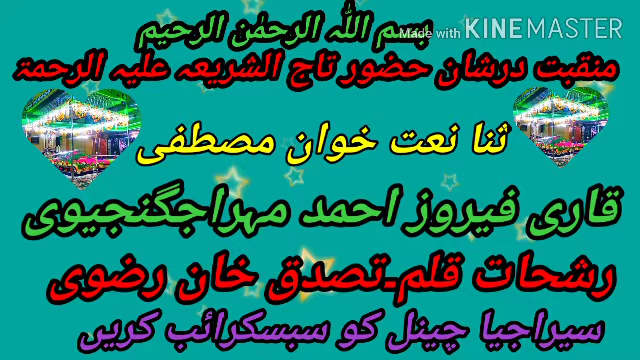 بسم اللہ الرحمٰن الرحیم
Made with KINEMASTER
منقبت درشان حضور تاج الشریعہ علیہ الرحمۃ
ثنا نعت خوان مصطفی
قاری فیروز احمد مہراجگنجیوی
رشحات قلم۔تصدق خان رضوی
سیراجیا چینل کو سبسکرائب کریں